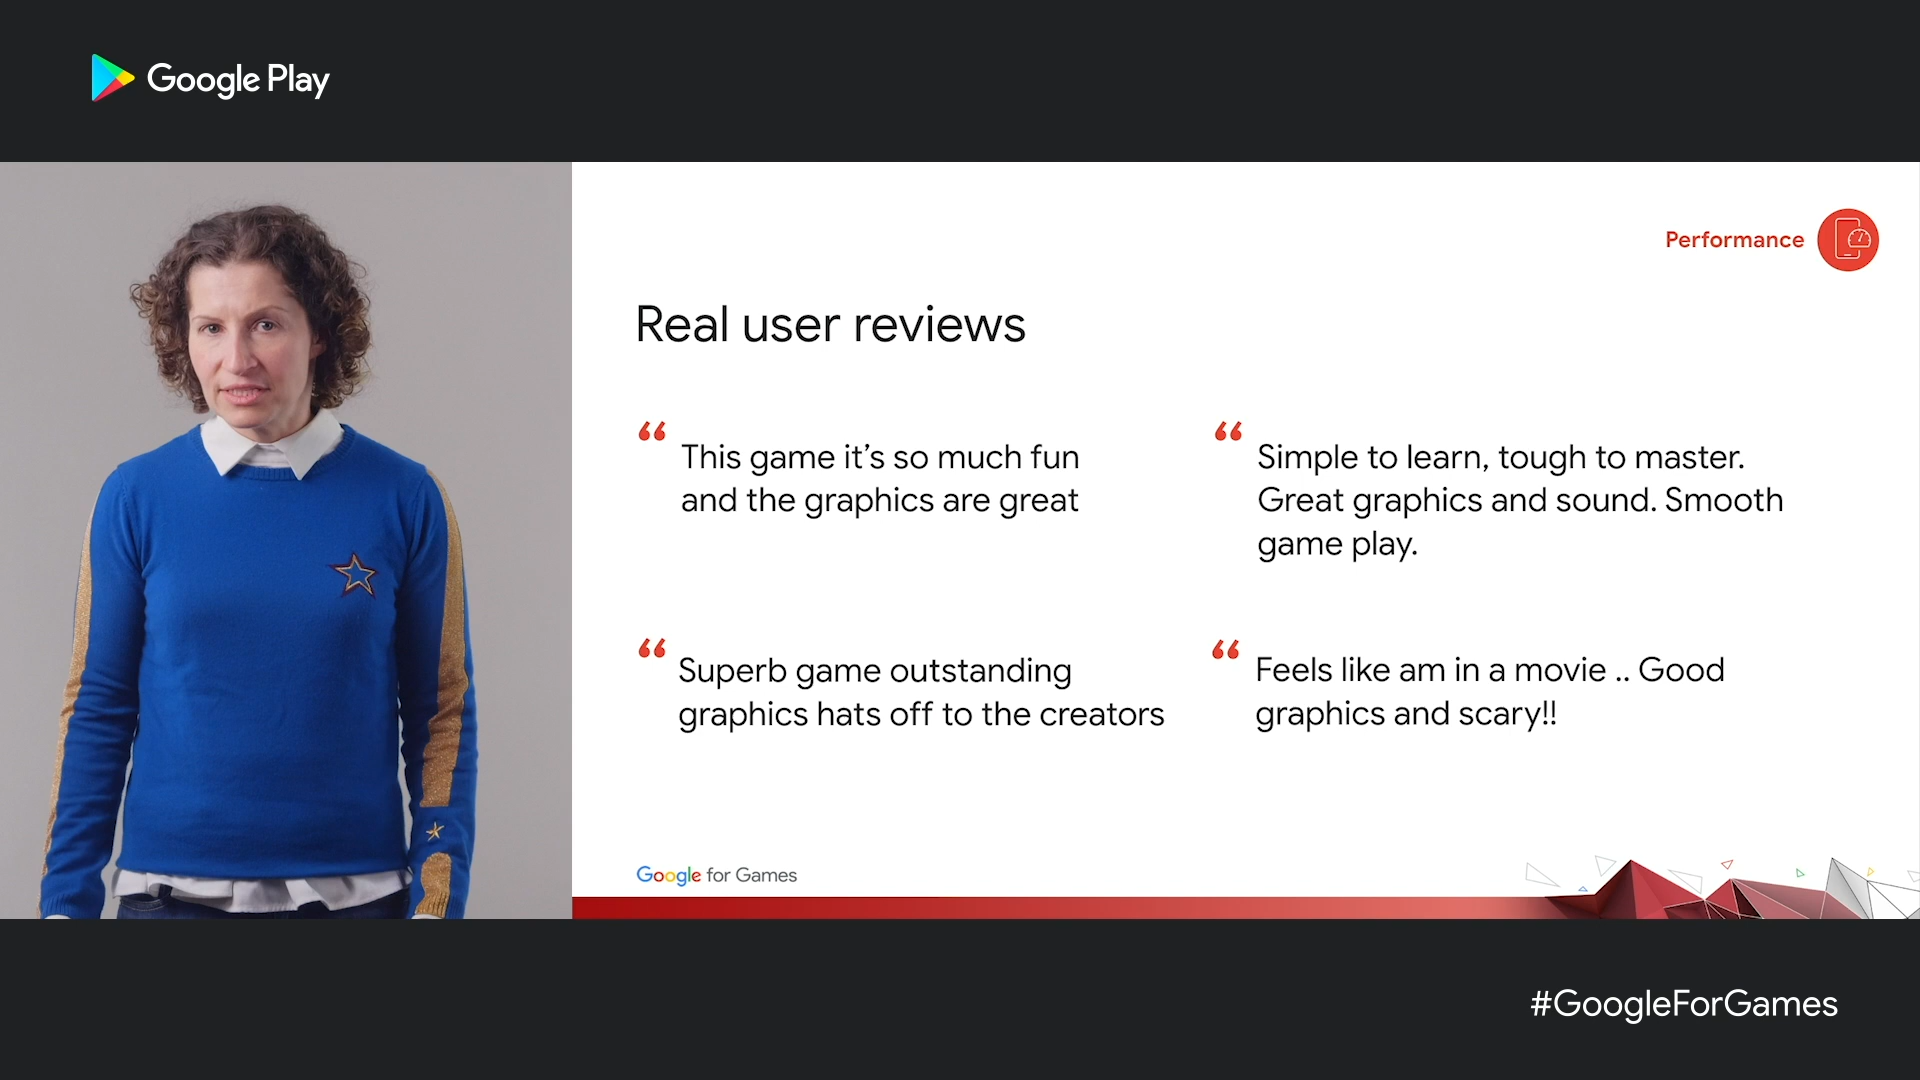 Google Play
Performance
Real user reviews
“ This game it’s so much fun
and the graphics are great
“ Simple to learn, tough to master.
Great graphics and sound. Smooth
game play.
“ Superb game outstanding
graphics hats off to the creators
“ Feels like am in a movie .. Good
graphics and scary!!
Google for Games
#GoogleForGames